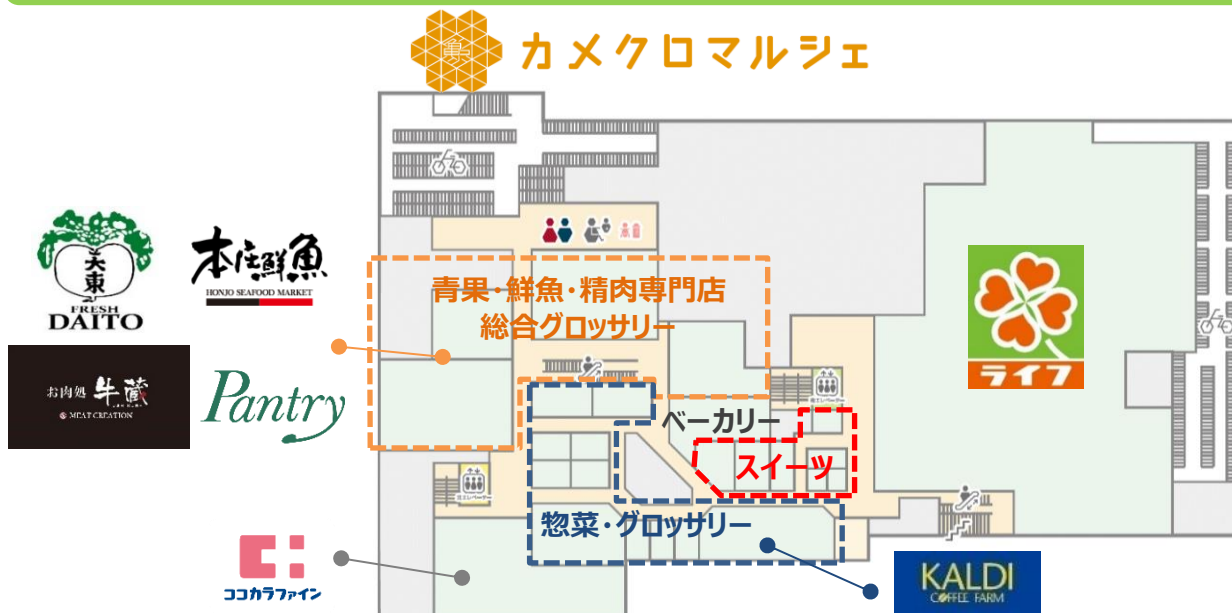 カメクロマルシェ
大東
FRESH
DAITO
本庄鮮魚
HONJO SEAFOOD MARKET
青果・鮮魚・精肉専門店
総合グロッサリー
ライフ
お肉処 牛蔵
MEAT CREATION
Pantry
ベーカリー
スイーツ
惣菜・グロッサリー
ココカラファイン
KALDI
COFFEE FARM